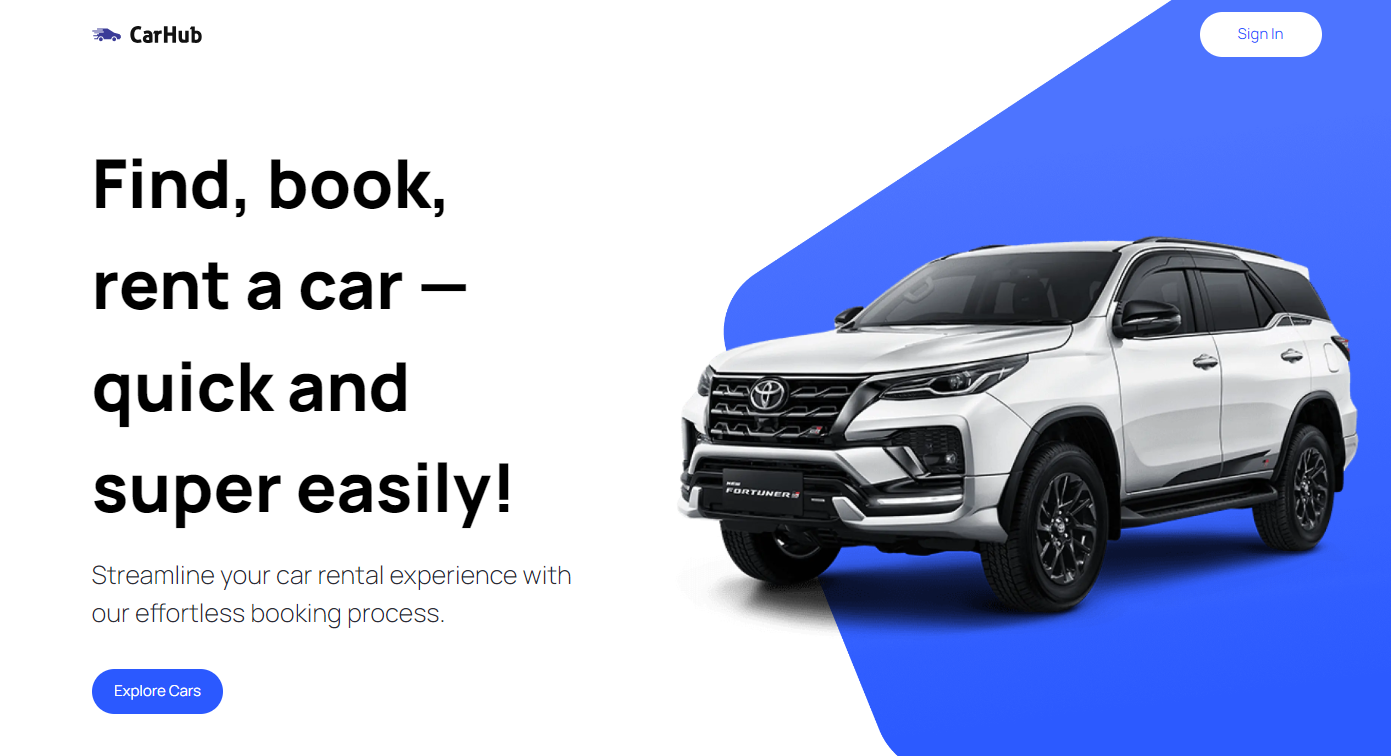 CarHub
Sign In
Find, book,
rent a car —
quick and
super easily!
Streamline your car rental experience with
our effortless booking process.
Explore Cars
NEW
FORTUNER